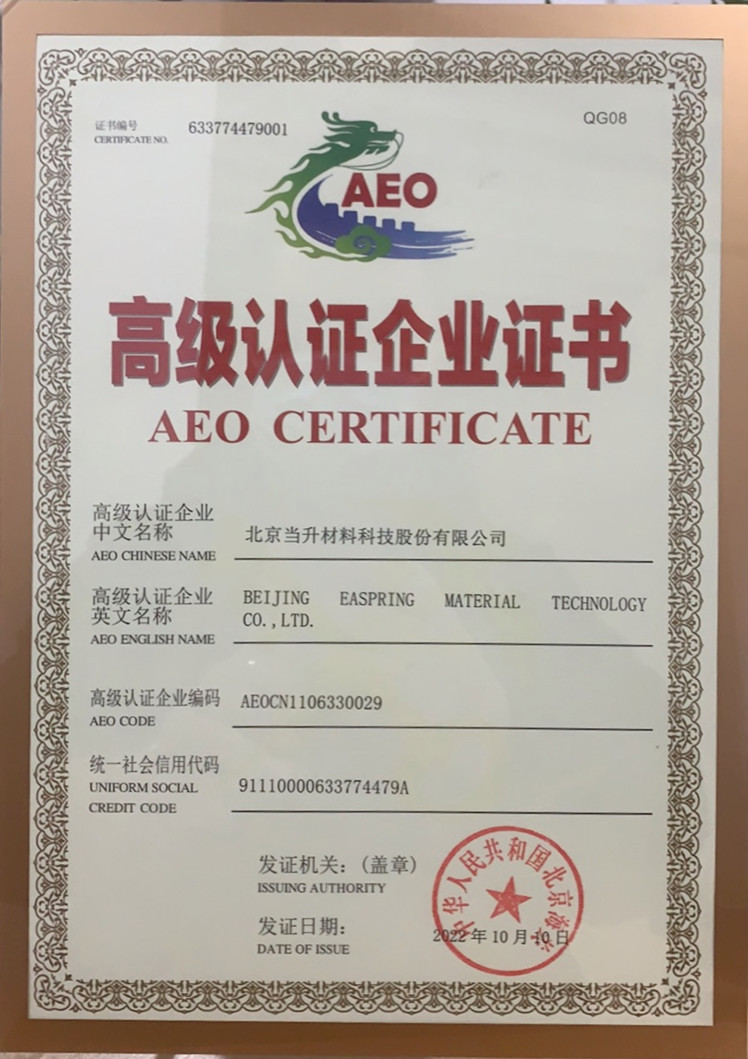 证书编号
CERTIFICATE NO.
633774479001
QG08
AEO
高级认证企业证书
AEO CERTIFICATE
高级认证企业
中文名称
AEO CHINESE NAME
北京当升材料科技股份有限公司
高级认证企业
英文名称
AEO ENGLISH NAME
BEIJING EASPRING MATERIAL TECHNOLOGY
CO.,LTD.
高级认证企业编码
AEO CODE
AEOCN1106330029
统一社会信用代码
UNIFORM SOCIAL
CREDIT CODE
91110000633774479A
发证机关：(盖章)
ISSUING AUTHORITY
中华人民共和国北京海关
发证日期：
DATE OF ISSUE
2022年10月10日